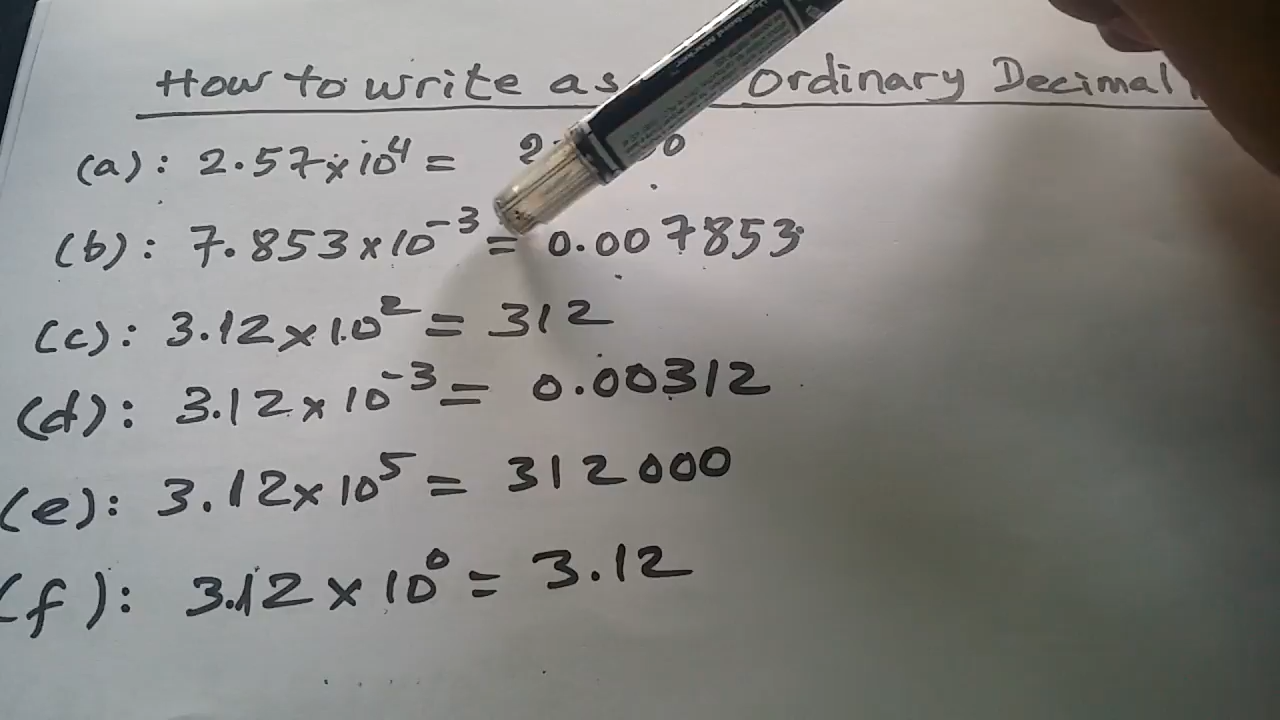 How to write as ordinary Decimal
(a): 2.57×10⁴ =
(b): 7.853×10⁻³ = 0.007853
(c): 3.12×10² = 312
(d): 3.12×10⁻³ = 0.00312
(e): 3.12×10⁵ = 312000
(f): 3.12×10⁰ = 3.12